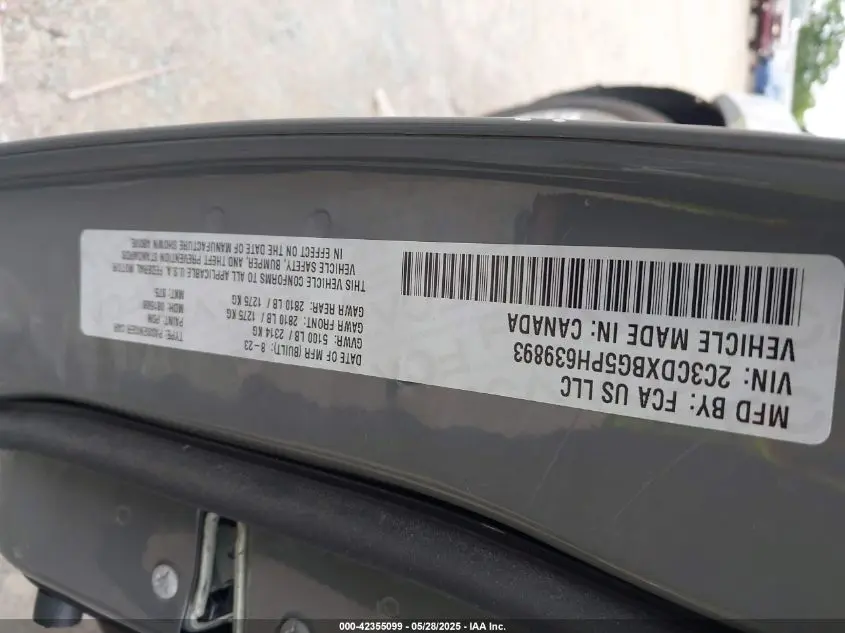 MFD BY: FCA US LLC
VIN: 2C3CDXBG5PH639893
VEHICLE MADE IN: CANADA
DATE OF MFR (BUILT): 8-23
GVWR: 5100 LB / 2314 KG
GAWR FRONT: 2810 LB / 1275 KG
GAWR REAR: 2810 LB / 1275 KG
THIS VEHICLE CONFORMS TO ALL APPLICABLE U.S.A. FEDERAL MOTOR
VEHICLE SAFETY, BUMPER, AND THEFT PREVENTION STANDARDS
IN EFFECT ON THE DATE OF MANUFACTURE SHOWN ABOVE.
TYPE: PASSENGER CAR
PAINT: PDN
MDH:
000-42355099 — 05/28/2025 — IAA Inc.